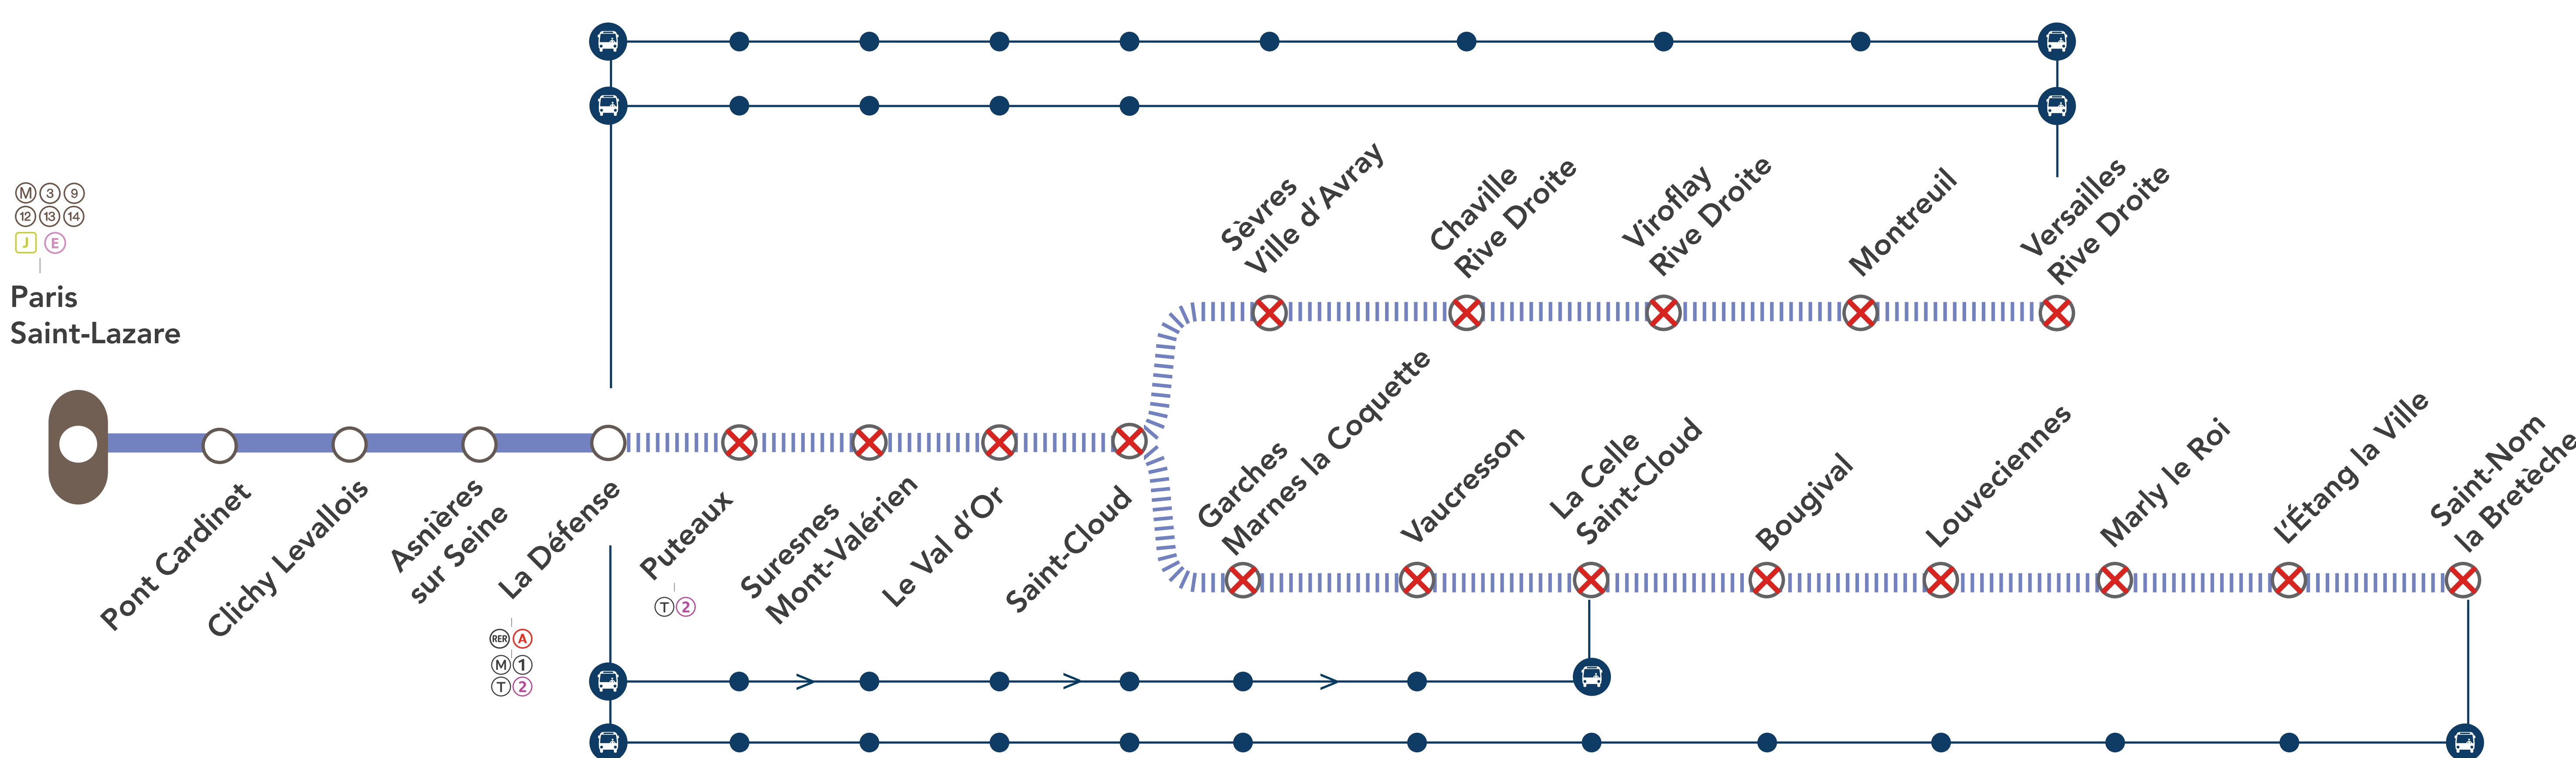 M 3 9
12 13 14
J E
Paris
Saint-Lazare
Pont Cardinet
Clichy Levallois
Asnières
sur Seine
La Défense
RER A
M 1
T 2
Puteaux
T 2
Suresnes
Mont-Valérien
Le Val d'Or
Saint-Cloud
Sèvres
Ville d'Avray
Chaville
Rive Droite
Viroflay
Rive Droite
Montreuil
Versailles
Rive Droite
Garches
Marnes la Coquette
Vaucresson
La Celle
Saint-Cloud
Bougival
Louveciennes
Marly le Roi
L'Étang la Ville
Saint-Nom
la Bretèche